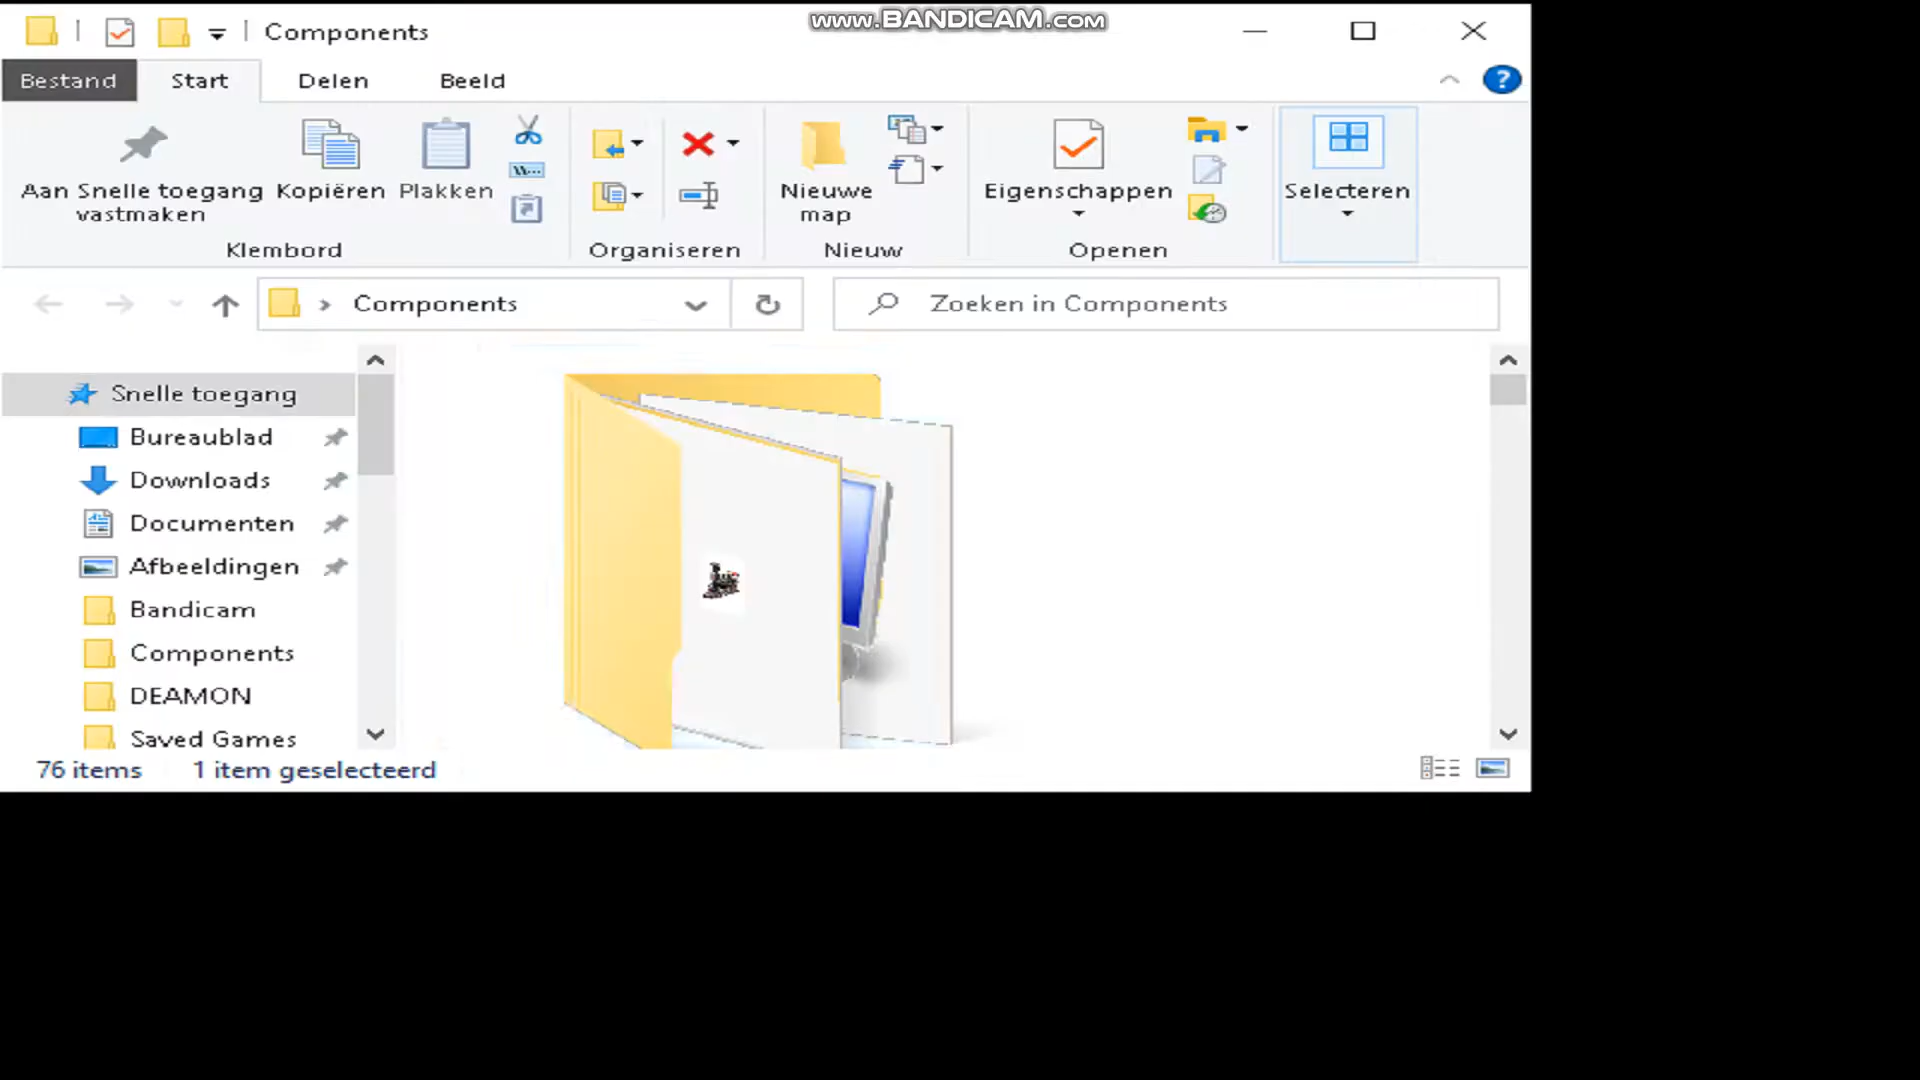 Components
www.BANDICAM.com
Bestand
Start
Delen
Beeld
Aan Snelle toegang
vastmaken
Kopiëren
Plakken
W...
Nieuwe
map
Eigenschappen
Selecteren
Klembord
Organiseren
Nieuw
Openen
Components
Zoeken in Components
Snelle toegang
Bureaublad
Downloads
Documenten
Afbeeldingen
Bandicam
Components
DEAMON
Saved Games
76 items
1 item geselecteerd